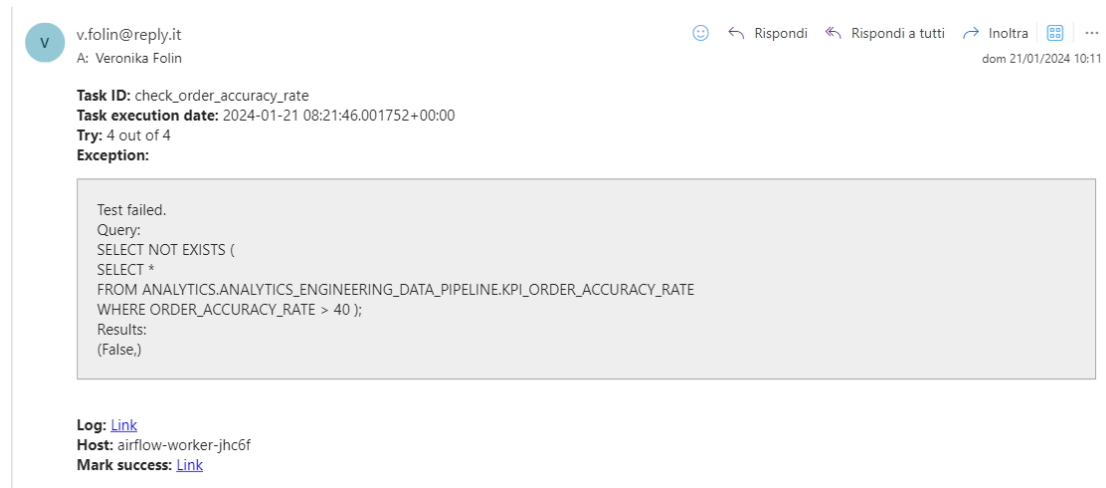 V
v.folin@reply.it
Rispondi Rispondi a tutti Inoltra
A: Veronika Folin
dom 21/01/2024 10:11
Task ID: check_order_accuracy_rate
Task execution date: 2024-01-21 08:21:46.001752+00:00
Try: 4 out of 4
Exception:
Test failed.
Query:
SELECT NOT EXISTS (
SELECT *
FROM ANALYTICS.ANALYTICS_ENGINEERING_DATA_PIPELINE.KPI_ORDER_ACCURACY_RATE
WHERE ORDER_ACCURACY_RATE > 40 );
Results:
(False,)
Log: Link
Host: airflow-worker-jhc6f
Mark success: Link